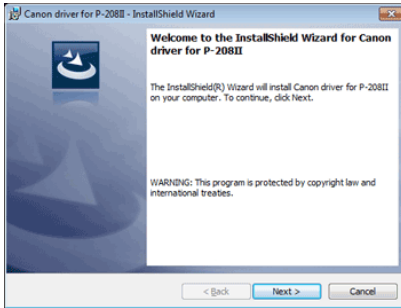 Canon driver for P-208II - InstallShield Wizard
Welcome to the InstallShield Wizard for Canon
driver for P-208II
The InstallShield(R) Wizard will install Canon driver for P-208II
on your computer. To continue, click Next.
WARNING: This program is protected by copyright law and
international treaties.
< Back Next > Cancel